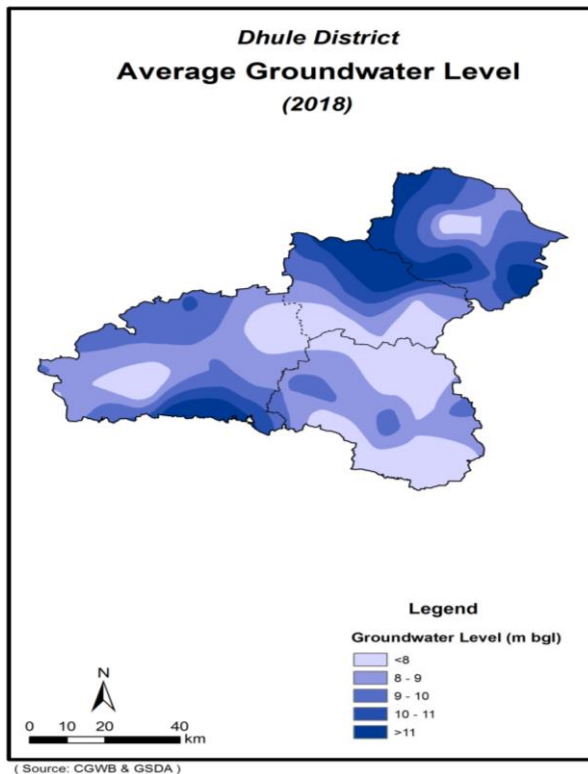 Dhule District
Average Groundwater Level
(2018)
Legend
Groundwater Level (m bgl)
<8
8 - 9
9 - 10
10 - 11
>11
N
0 10 20 40
km
( Source: CGWB & GSDA )